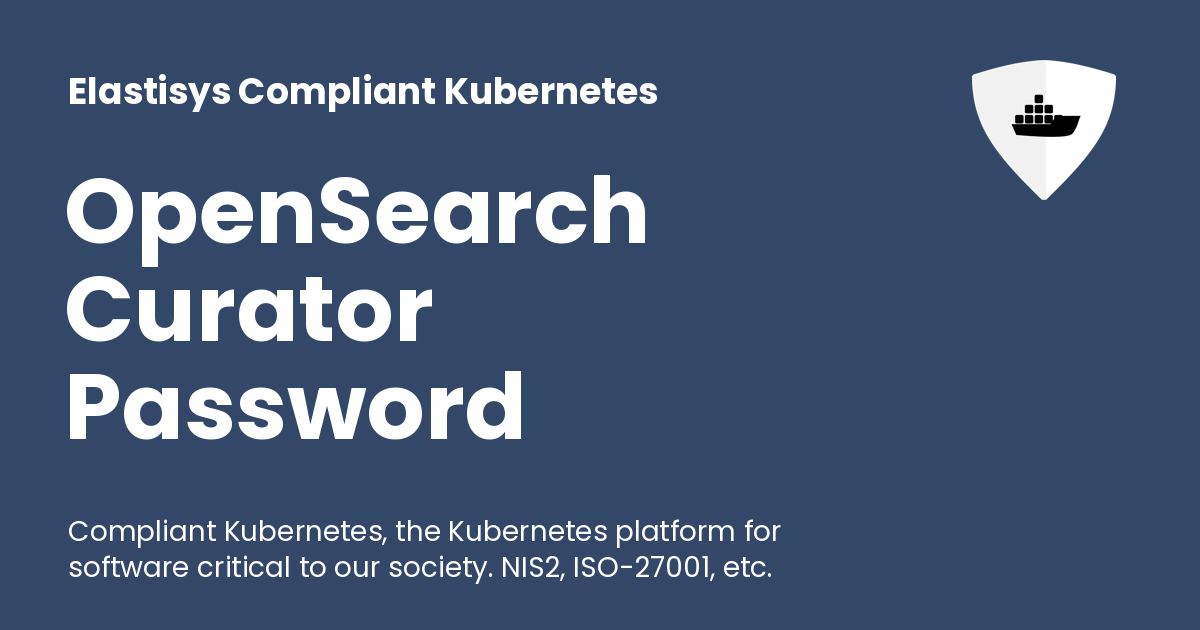 Elastisys Compliant Kubernetes
OpenSearch
Curator
Password
Compliant Kubernetes, the Kubernetes platform for
software critical to our society. NIS2, ISO-27001, etc.